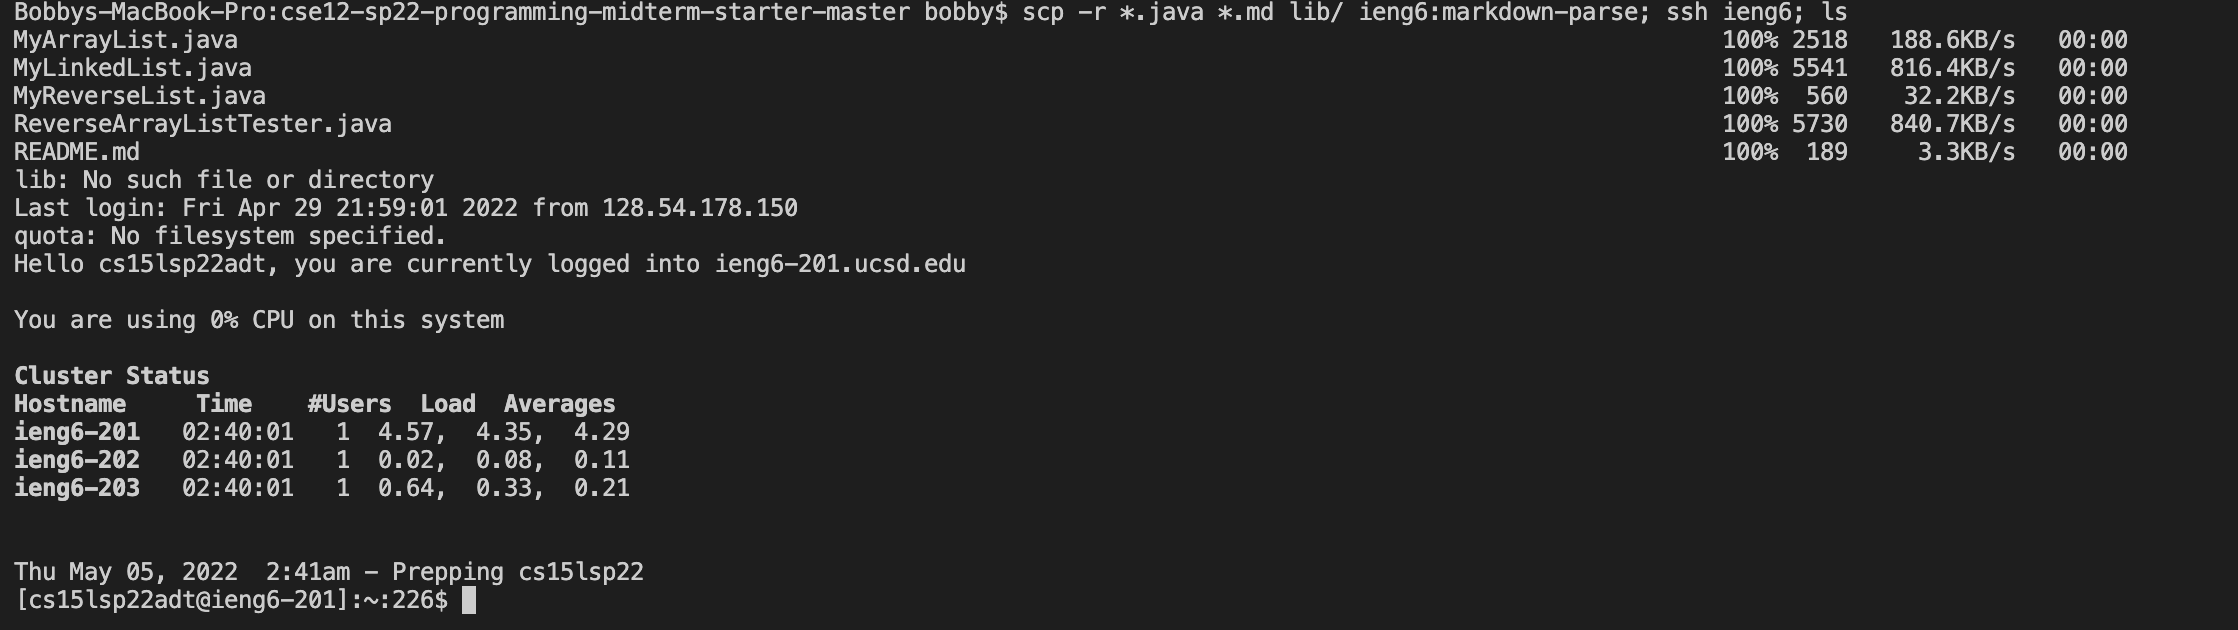 Bobbys-MacBook-Pro:cse12-sp22-programming-midterm-starter-master bobby$ scp -r *.java *.md lib/ ieng6:markdown-parse; ssh ieng6; ls
MyArrayList.java 100% 2518 188.6KB/s 00:00
MyLinkedList.java 100% 5541 816.4KB/s 00:00
MyReverseList.java 100% 560 32.2KB/s 00:00
ReverseArrayListTester.java 100% 5730 840.7KB/s 00:00
README.md 100% 189 3.3KB/s 00:00
lib: No such file or directory
Last login: Fri Apr 29 21:59:01 2022 from 128.54.178.150
quota: No filesystem specified.
Hello cs15lsp22adt, you are currently logged into ieng6-201.ucsd.edu
You are using 0% CPU on this system
Cluster Status
Hostname Time #Users Load Averages
ieng6-201 02:40:01 1 4.57, 4.35, 4.29
ieng6-202 02:40:01 1 0.02, 0.08, 0.11
ieng6-203 02:40:01 1 0.64, 0.33, 0.21
Thu May 05, 2022 2:41am - Prepping cs15lsp22
[cs15lsp22adt@ieng6-201]:~:226$